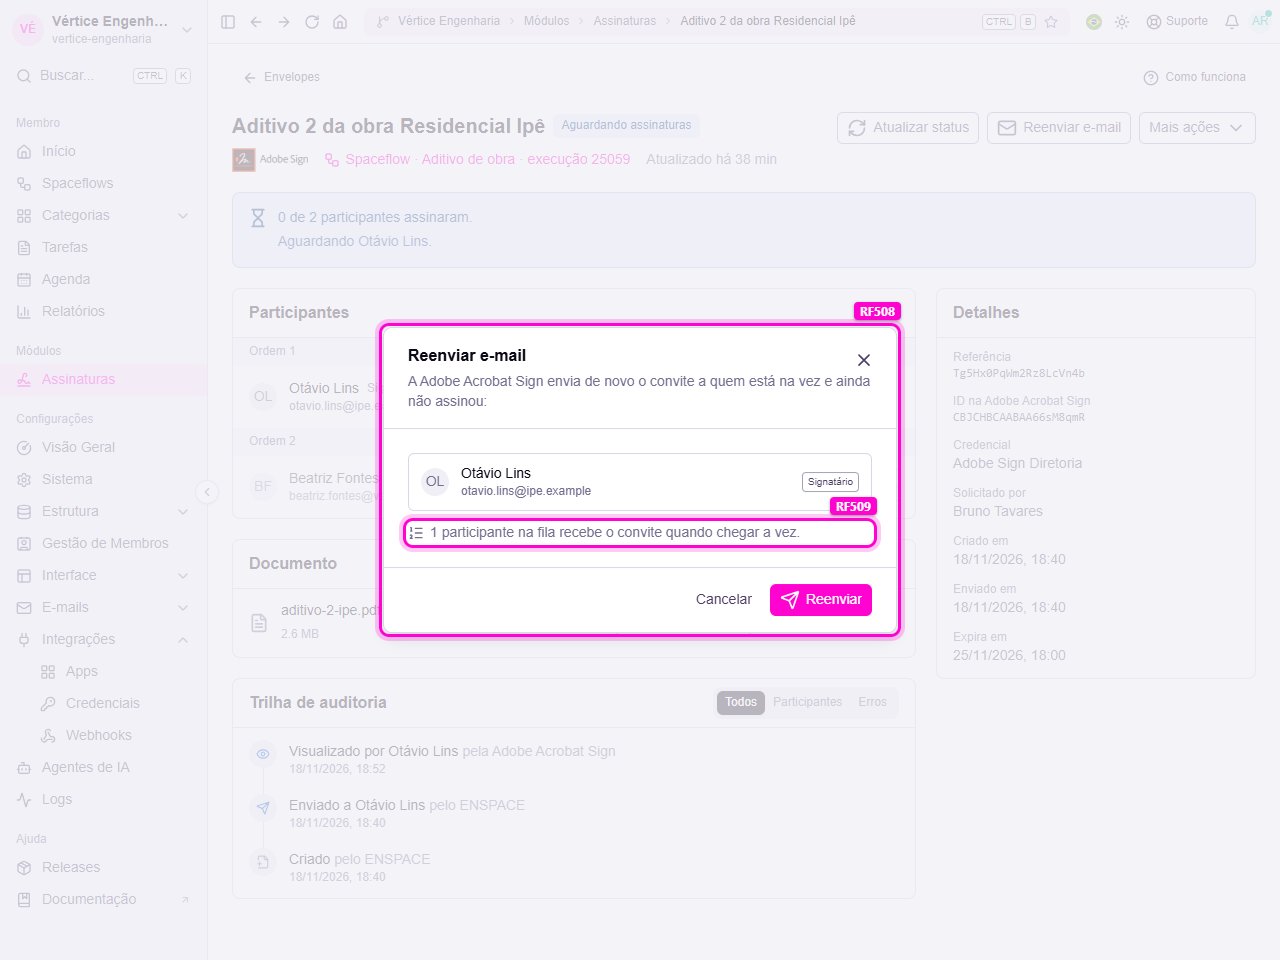 VÉ
Vértice Engenh...
vertice-engenharia
Vértice Engenharia
Módulos
Assinaturas
Aditivo 2 da obra Residencial Ipê
CTRL
B
Suporte
AR
Buscar...
CTRL
K
Membro
Início
Spaceflows
Categorias
Tarefas
Agenda
Relatórios
Módulos
Assinaturas
Configurações
Visão Geral
Sistema
Estrutura
Gestão de Membros
Interface
E-mails
Integrações
Apps
Credenciais
Webhooks
Agentes de IA
Logs
Ajuda
Releases
Documentação
Envelopes
Como funciona
Aditivo 2 da obra Residencial Ipê
Aguardando assinaturas
Atualizar status
Reenviar e-mail
Mais ações
Adobe Sign
Spaceflow · Aditivo de obra · execução 25059
Atualizado há 38 min
0 de 2 participantes assinaram.
Aguardando Otávio Lins.
Participantes
Ordem 1
OL
Otávio Lins
otavio.lins@ipe.e
Ordem 2
BF
Beatriz Fontes
beatriz.fontes@v
RF508
Reenviar e-mail
A Adobe Acrobat Sign envia de novo o convite a quem está na vez e ainda
não assinou:
OL
Otávio Lins
otavio.lins@ipe.example
Signatário
RF509
1 participante na fila recebe o convite quando chegar a vez.
Cancelar
Reenviar
Documento
aditivo-2-ipe.pdf
2.6 MB
Trilha de auditoria
Todos
Participantes
Erros
Visualizado por Otávio Lins pela Adobe Acrobat Sign
18/11/2026, 18:52
Enviado a Otávio Lins pelo ENSPACE
18/11/2026, 18:40
Criado pelo ENSPACE
18/11/2026, 18:40
Detalhes
Referência
Tg5Hx0PqWm2Rz8LcVn4b
ID na Adobe Acrobat Sign
CBJCHBCAABAA66sM8qmR
Credencial
Adobe Sign Diretoria
Solicitado por
Bruno Tavares
Criado em
18/11/2026, 18:40
Enviado em
18/11/2026, 18:40
Expira em
25/11/2026, 18:00